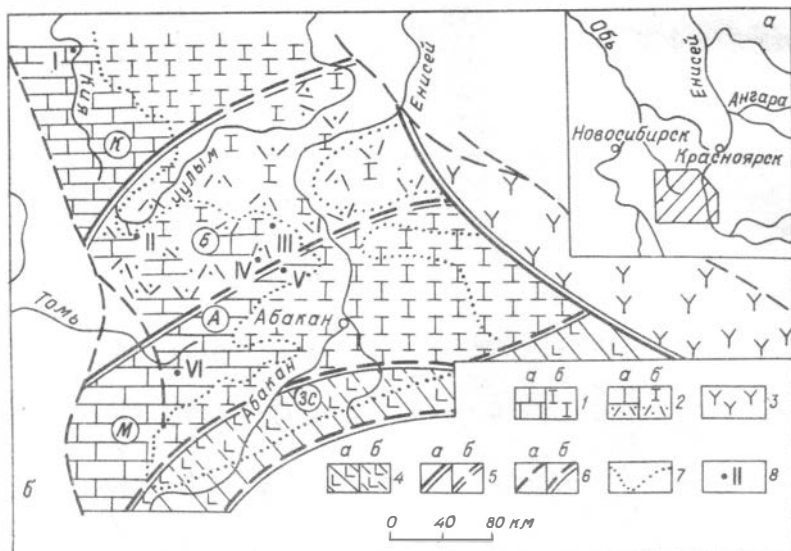 а
Обь
Енисей
Ангара
Новосибирск
Красноярск
I
Кия
К
Чулым
Енисей
II
Б
III
IV
V
А
Томь
Абакан
VI
М
Абакан
ЗС
б
а б 1
а б 2
3
а б 4
а б 5
а б 6
7
II 8
0 40 80 км